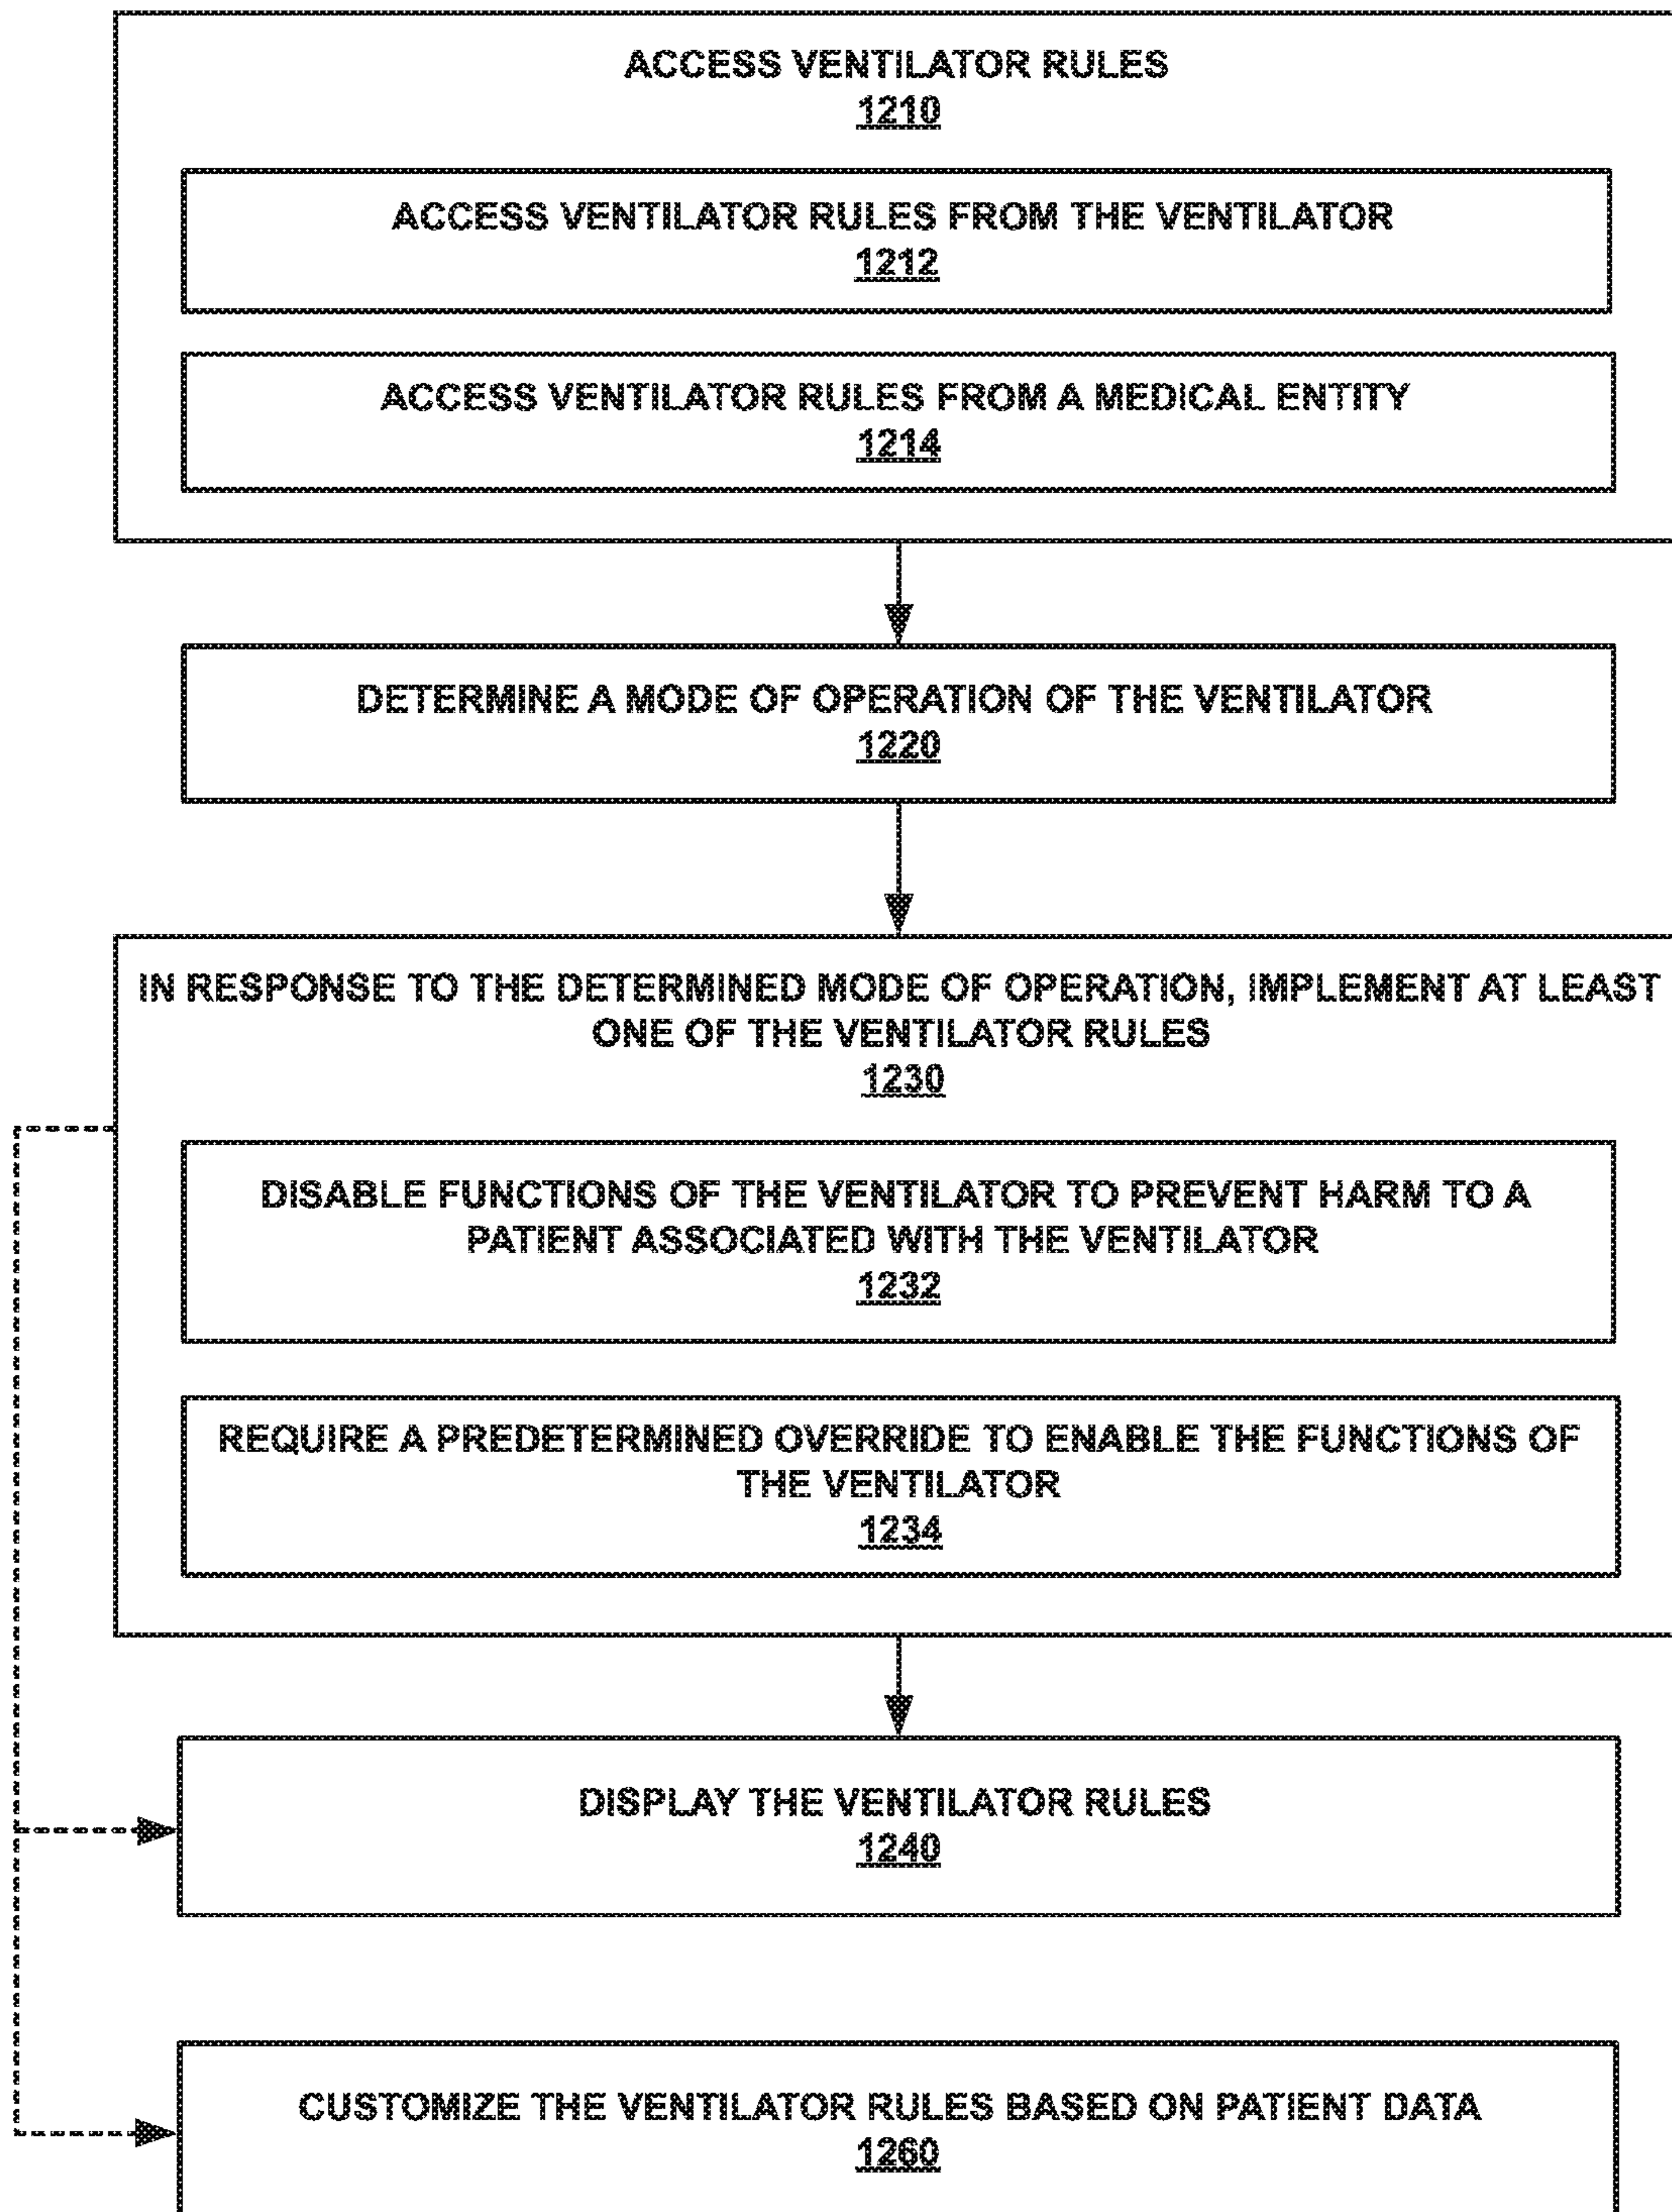 ACCESS VENTILATOR RULES
1210
ACCESS VENTILATOR RULES FROM THE VENTILATOR
1212
ACCESS VENTILATOR RULES FROM A MEDICAL ENTITY
1214
DETERMINE A MODE OF OPERATION OF THE VENTILATOR
1220
IN RESPONSE TO THE DETERMINED MODE OF OPERATION, IMPLEMENT AT LEAST
ONE OF THE VENTILATOR RULES
1230
DISABLE FUNCTIONS OF THE VENTILATOR TO PREVENT HARM TO A
PATIENT ASSOCIATED WITH THE VENTILATOR
1232
REQUIRE A PREDETERMINED OVERRIDE TO ENABLE THE FUNCTIONS OF
THE VENTILATOR
1234
DISPLAY THE VENTILATOR RULES
1240
CUSTOMIZE THE VENTILATOR RULES BASED ON PATIENT DATA
1260